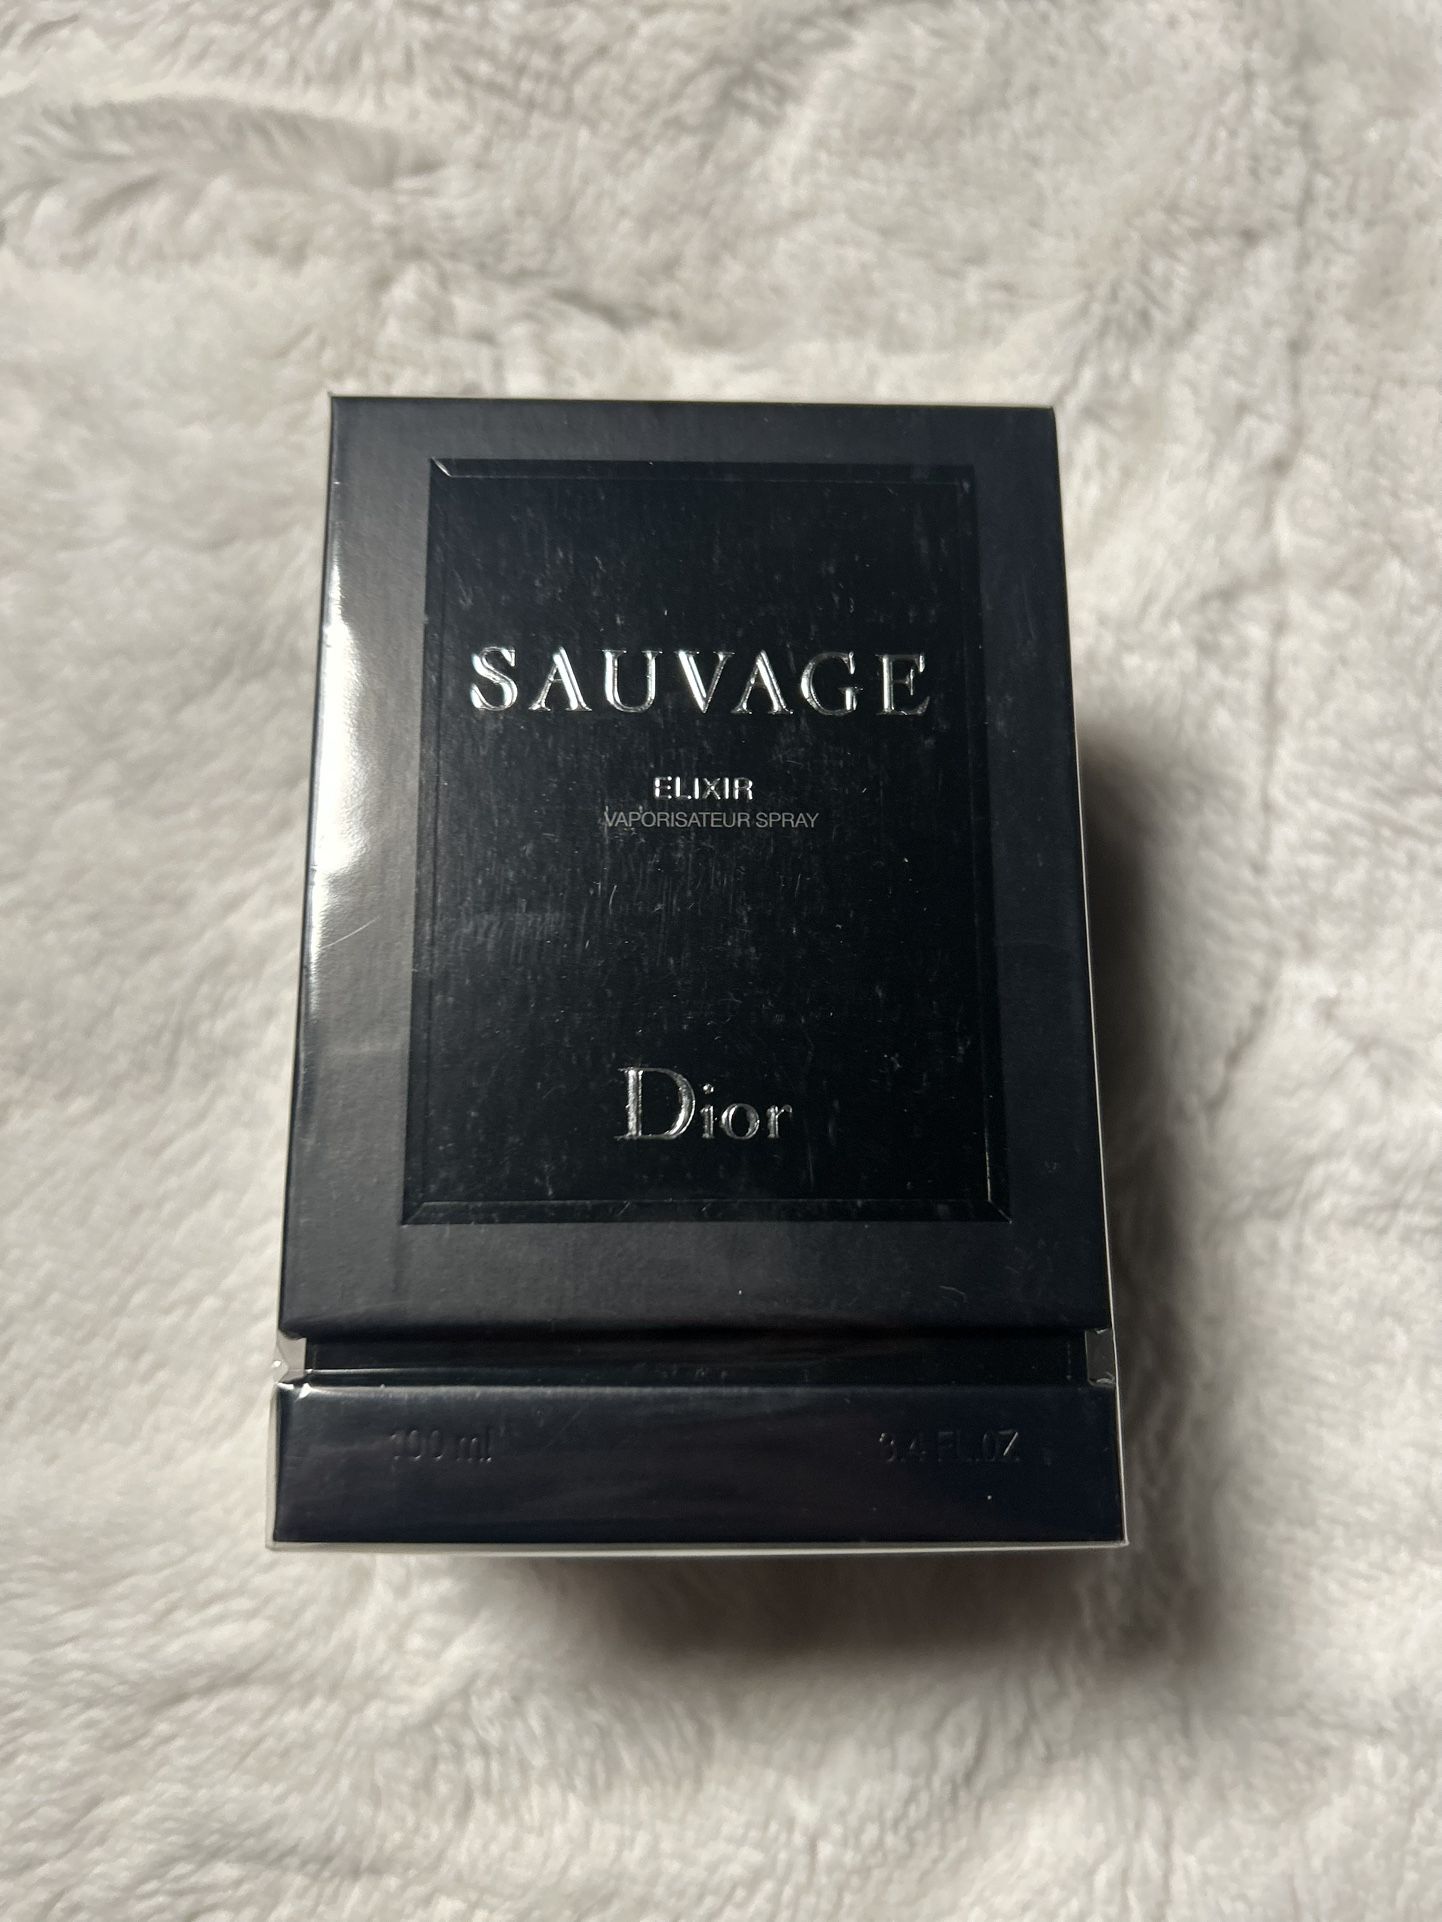 SAUVAGE
ELIXIR
VAPORISATEUR SPRAY
Dior
100 ml 3.4 FL.OZ